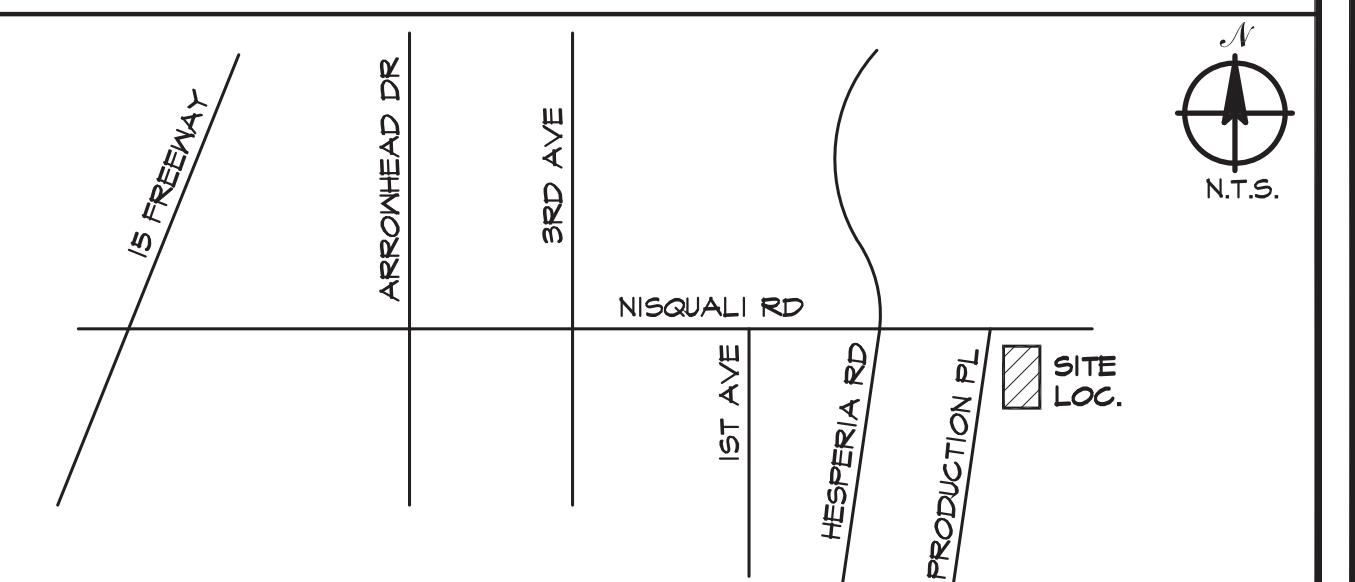 N
N.T.S.
15 FREEWAY
ARROWHEAD DR
3RD AVE
NISQUALI RD
1ST AVE
HESPERIA RD
PRODUCTION PL
SITE
LOC.